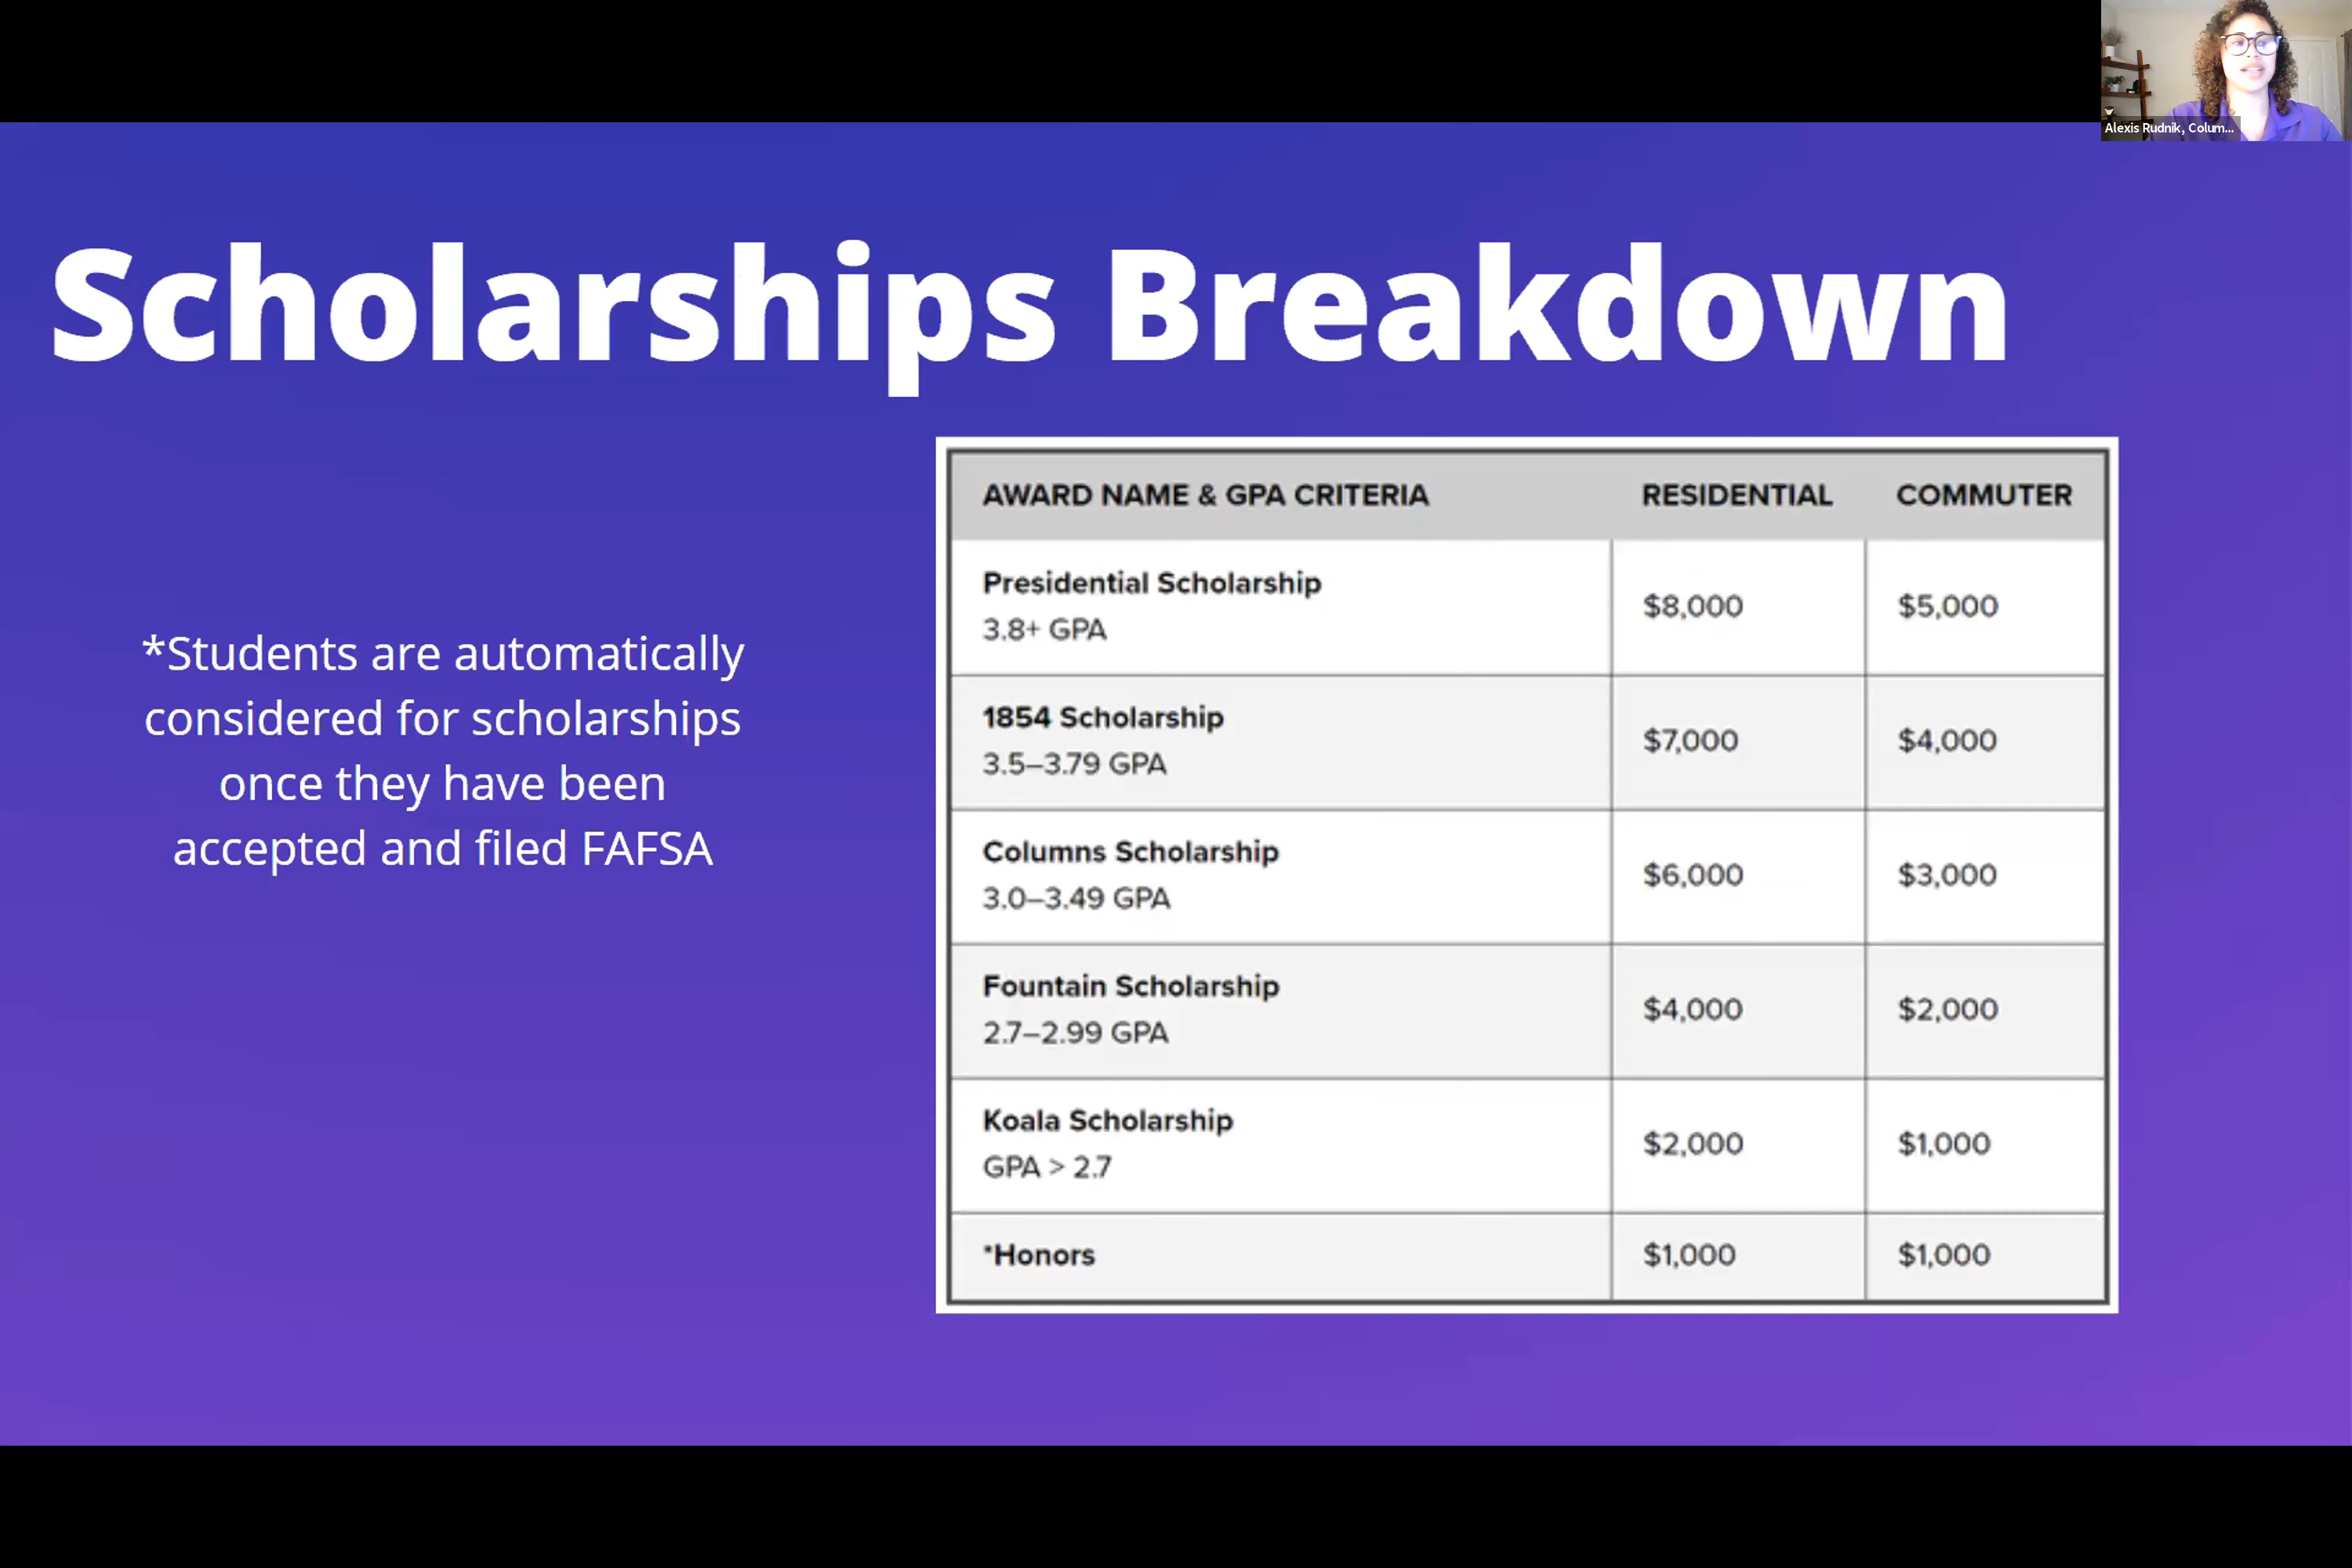 Alexis Rudnik, Colum...
Scholarships Breakdown
*Students are automatically
considered for scholarships
once they have been
accepted and filed FAFSA
AWARD NAME & GPA CRITERIA RESIDENTIAL COMMUTER
Presidential Scholarship
3.8+ GPA $8,000 $5,000
1854 Scholarship
3.5–3.79 GPA $7,000 $4,000
Columns Scholarship
3.0–3.49 GPA $6,000 $3,000
Fountain Scholarship
2.7–2.99 GPA $4,000 $2,000
Koala Scholarship
GPA > 2.7 $2,000 $1,000
*Honors $1,000 $1,000